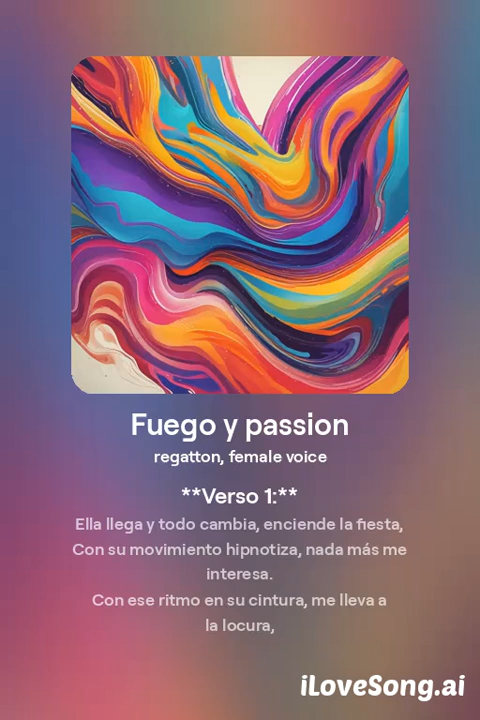 Fuego y passion
regatton, female voice
**Verso 1:**
Ella llega y todo cambia, enciende la fiesta,
Con su movimiento hipnotiza, nada más me
interesa.
Con ese ritmo en su cintura, me lleva a
la locura,
iLoveSong.ai